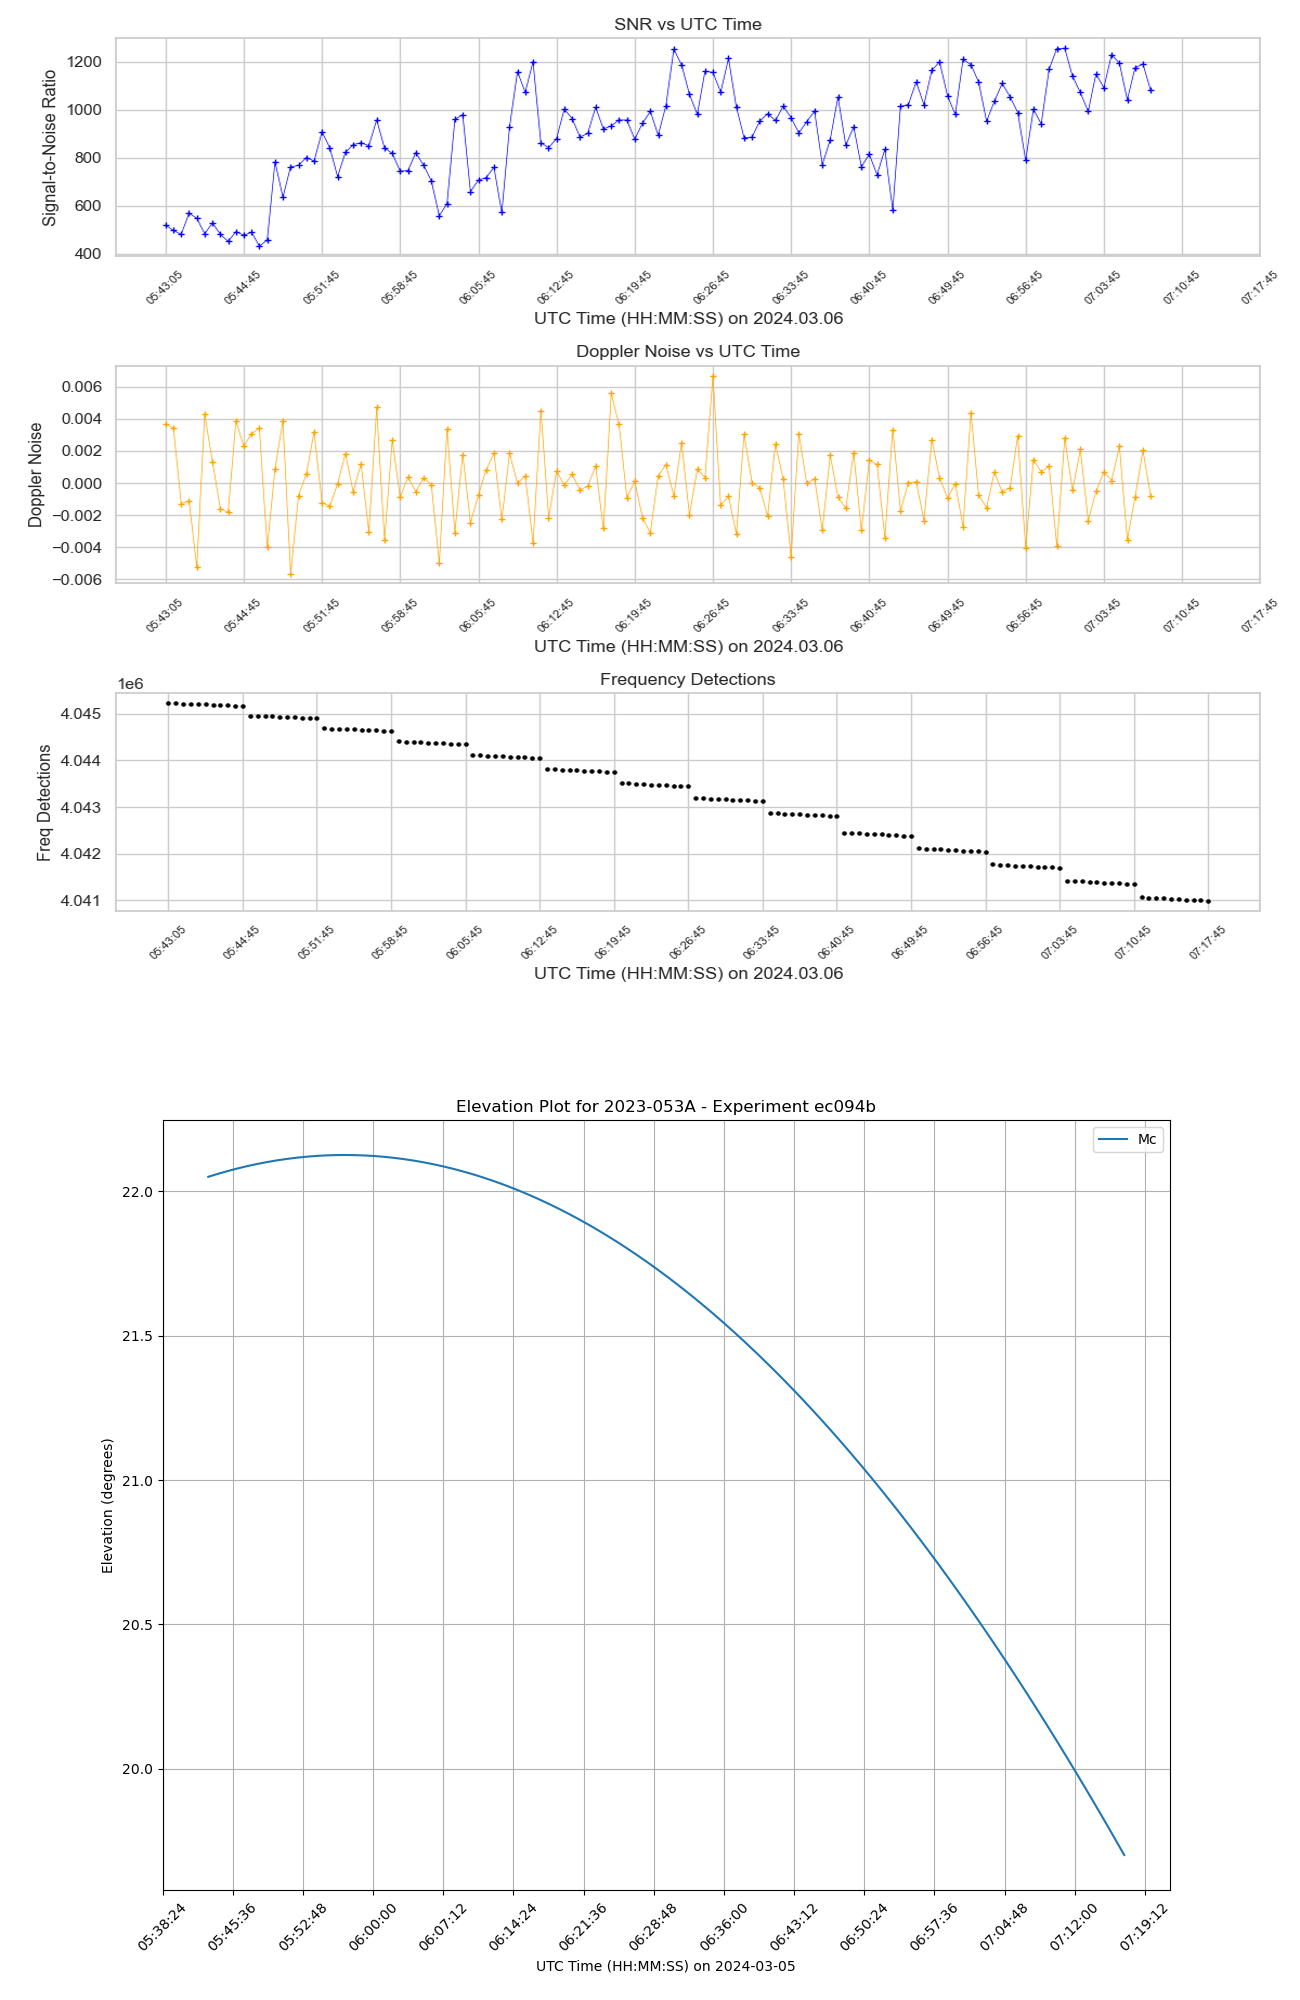 SNR vs UTC Time
Signal-to-Noise Ratio
1200
1000
800
600
400
05:43:05 05:44:45 05:51:45 05:58:45 06:05:45 06:12:45 06:19:45 06:26:45 06:33:45 06:40:45 06:49:45 06:56:45 07:03:45 07:10:45 07:17:45
UTC Time (HH:MM:SS) on 2024.03.06
Doppler Noise vs UTC Time
Doppler Noise
0.006
0.004
0.002
0.000
−0.002
−0.004
−0.006
05:43:05 05:44:45 05:51:45 05:58:45 06:05:45 06:12:45 06:19:45 06:26:45 06:33:45 06:40:45 06:49:45 06:56:45 07:03:45 07:10:45 07:17:45
UTC Time (HH:MM:SS) on 2024.03.06
Frequency Detections
1e6
Freq Detections
4.045
4.044
4.043
4.042
4.041
05:43:05 05:44:45 05:51:45 05:58:45 06:05:45 06:12:45 06:19:45 06:26:45 06:33:45 06:40:45 06:49:45 06:56:45 07:03:45 07:10:45 07:17:45
UTC Time (HH:MM:SS) on 2024.03.06
Elevation Plot for 2023-053A - Experiment ec094b
Mc
Elevation (degrees)
22.0
21.5
21.0
20.5
20.0
05:38:24 05:45:36 05:52:48 06:00:00 06:07:12 06:14:24 06:21:36 06:28:48 06:36:00 06:43:12 06:50:24 06:57:36 07:04:48 07:12:00 07:19:12
UTC Time (HH:MM:SS) on 2024-03-05